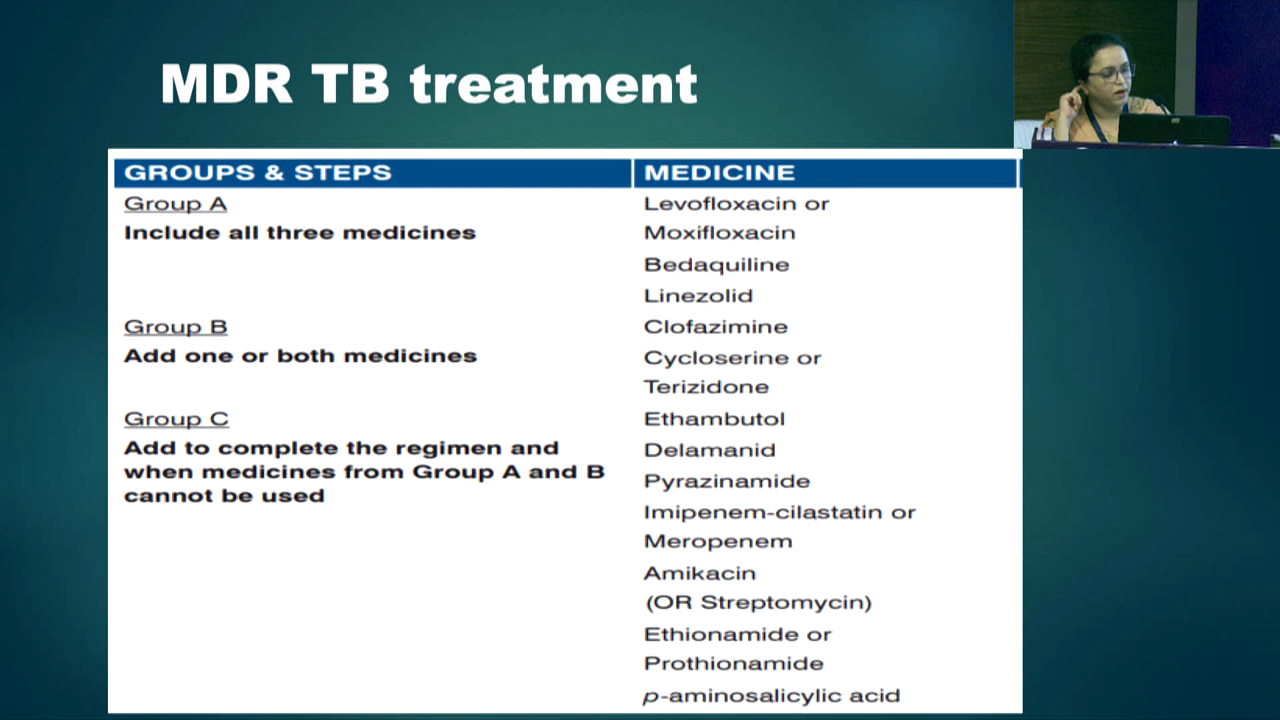 MDR TB treatment
GROUPS & STEPS
MEDICINE
Group A
Include all three medicines
Levofloxacin or
Moxifloxacin
Bedaquiline
Linezolid
Group B
Add one or both medicines
Clofazimine
Cycloserine or
Terizidone
Group C
Add to complete the regimen and
when medicines from Group A and B
cannot be used
Ethambutol
Delamanid
Pyrazinamide
Imipenem-cilastatin or
Meropenem
Amikacin
(OR Streptomycin)
Ethionamide or
Prothionamide
p-aminosalicylic acid